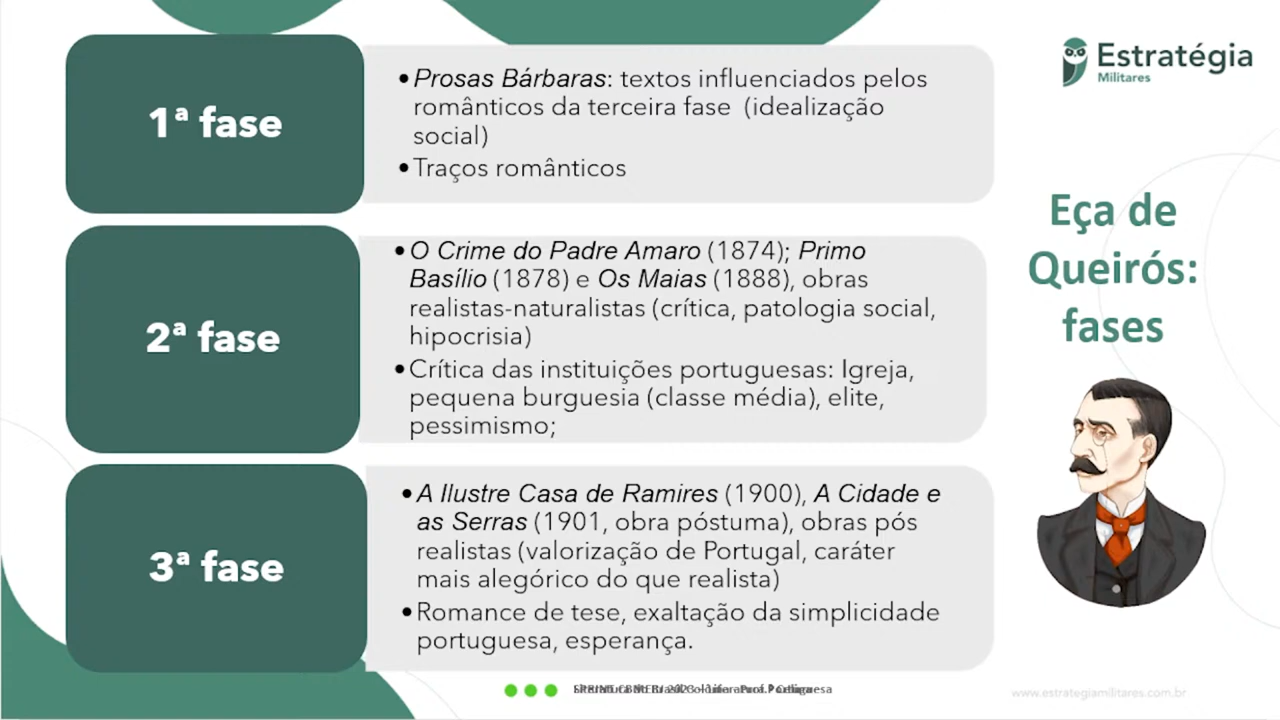 Estratégia
Militares
1ª fase
•Prosas Bárbaras: textos influenciados pelos
românticos da terceira fase (idealização
social)
•Traços românticos
2ª fase
•O Crime do Padre Amaro (1874); Primo
Basílio (1878) e Os Maias (1888), obras
realistas-naturalistas (crítica, patologia social,
hipocrisia)
•Crítica das instituições portuguesas: Igreja,
pequena burguesia (classe média), elite,
pessimismo;
3ª fase
•A Ilustre Casa de Ramires (1900), A Cidade e
as Serras (1901, obra póstuma), obras pós
realistas (valorização de Portugal, caráter
mais alegórico do que realista)
•Romance de tese, exaltação da simplicidade
portuguesa, esperança.
Eça de
Queirós:
fases
www.estrategiamilitares.com.br